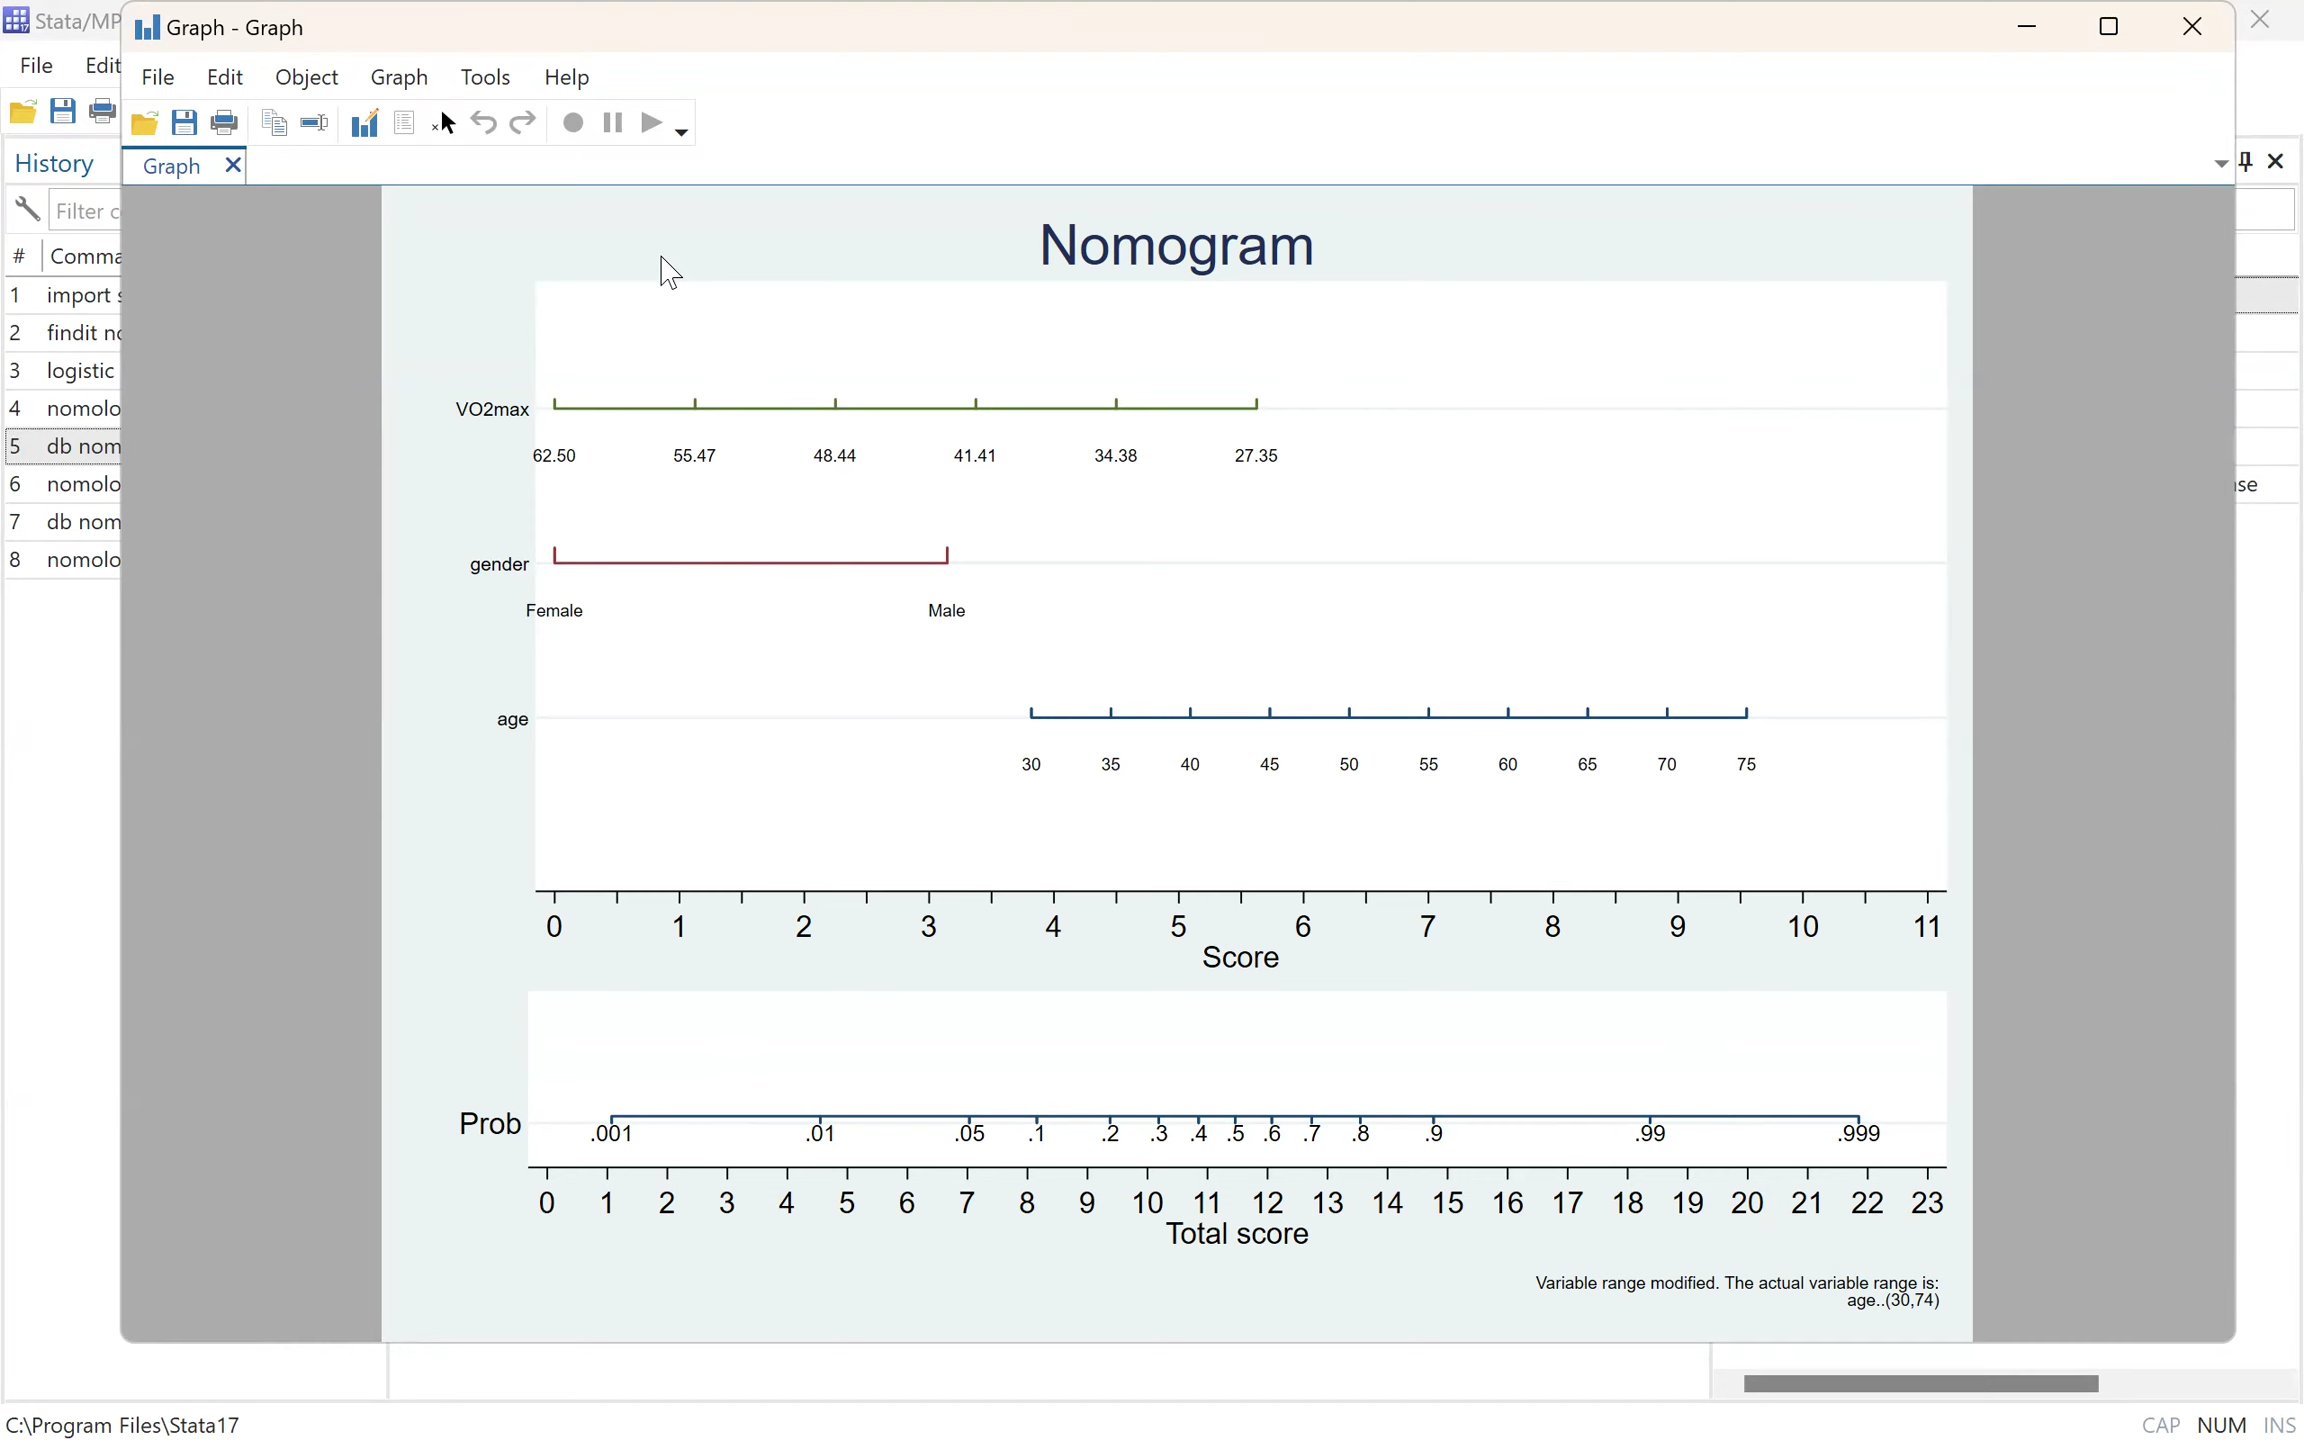 Stata/MP
Graph - Graph
File Edit
File Edit Object Graph Tools Help
History
Graph
Filter c
# Comma
1 import s
2 findit no
3 logistic
4 nomolo
5 db nom
6 nomolo
se
7 db nom
8 nomolo
Nomogram
VO2max
62.50 55.47 48.44 41.41 34.38 27.35
gender
Female Male
age
30 35 40 45 50 55 60 65 70 75
0 1 2 3 4 5 6 7 8 9 10 11
Score
Prob
.001 .01 .05 .1 .2 .3 .4 .5 .6 .7 .8 .9 .99 .999
0 1 2 3 4 5 6 7 8 9 10 11 12 13 14 15 16 17 18 19 20 21 22 23
Total score
Variable range modified. The actual variable range is:
age..(30,74)
C:\Program Files\Stata17
CAP NUM INS